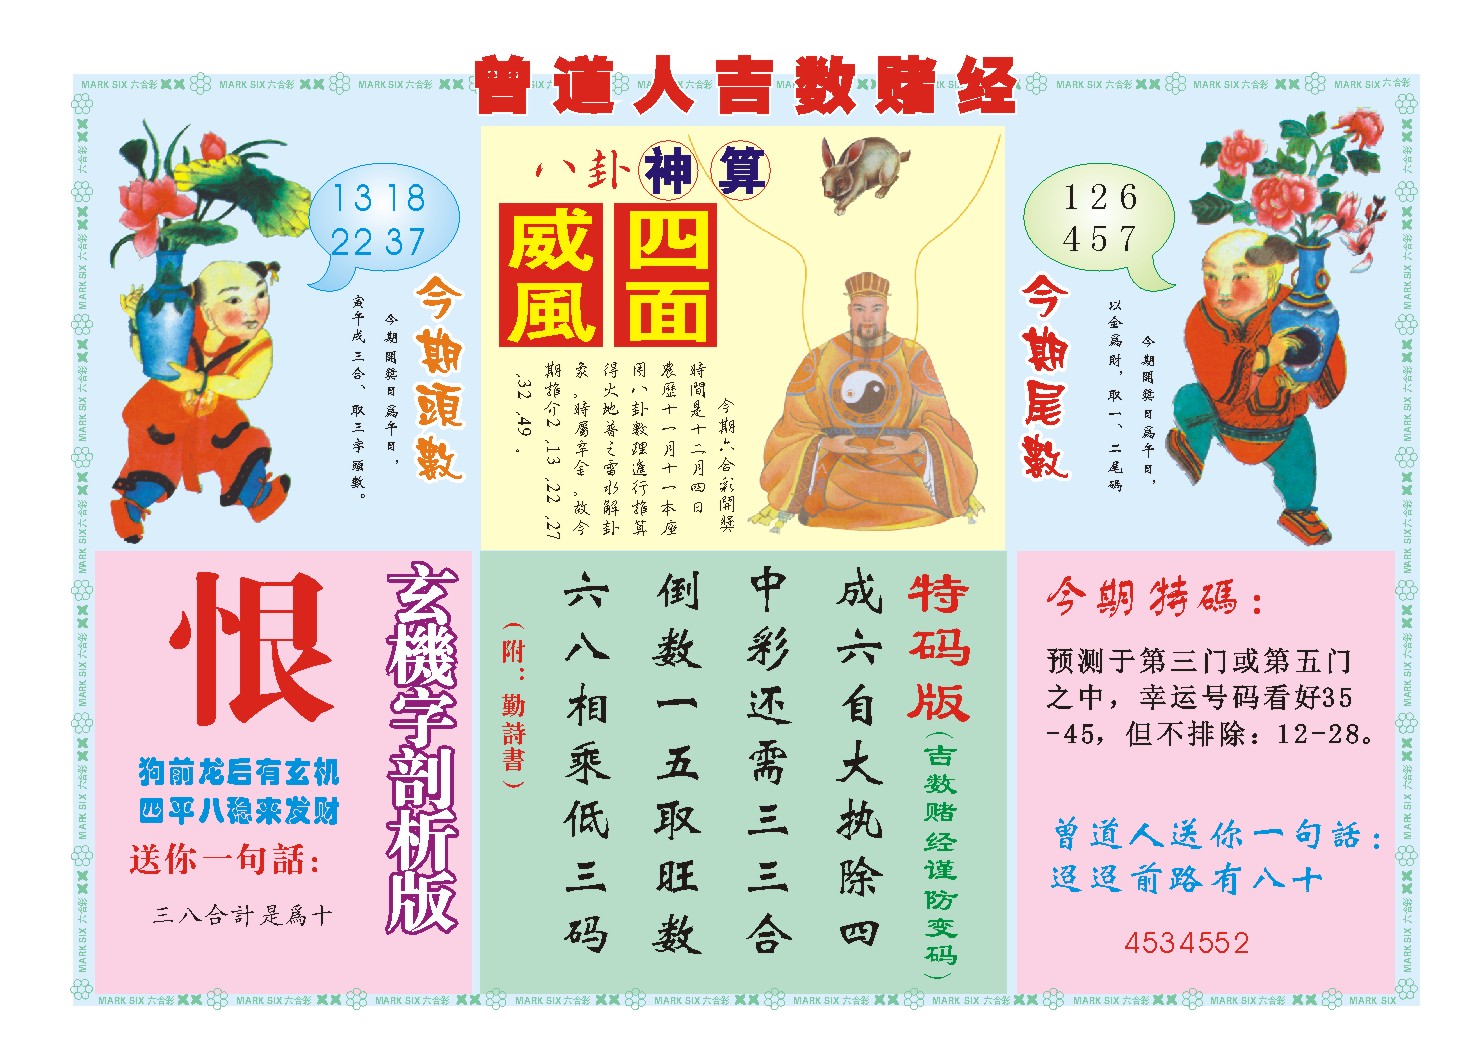 曾道人吉数赌经
MARK SIX 六合彩
八卦神算
四面
威風
今期六合彩開獎
時間是十二月四日
農歷十一月十一本座
用八卦數理進行推算
得火地普之雷水解卦
象。時屬辛金。故今
期推介2、13、22、27
、32、49。
13 18
22 37
今期頭數
今期開獎日爲午日，
寅午戌三合、取三字頭數。
1 2 6
4 5 7
今期尾數
今期開獎日爲午日，
以金爲財，取一、二尾碼
玄機字剖析版
恨
狗前龙后有玄机
四平八稳来发财
送你一句話：
三八合計是爲十
特码版
（吉数赌经谨防变码）
成六自大执除四
中彩还需三三合
倒数一五取旺数
六八相乘低三码
（附：勤詩書）
今期特碼：
预测于第三门或第五门
之中，幸运号码看好35
-45，但不排除：12-28。
曾道人送你一句話：
迢迢前路有八十
4534552